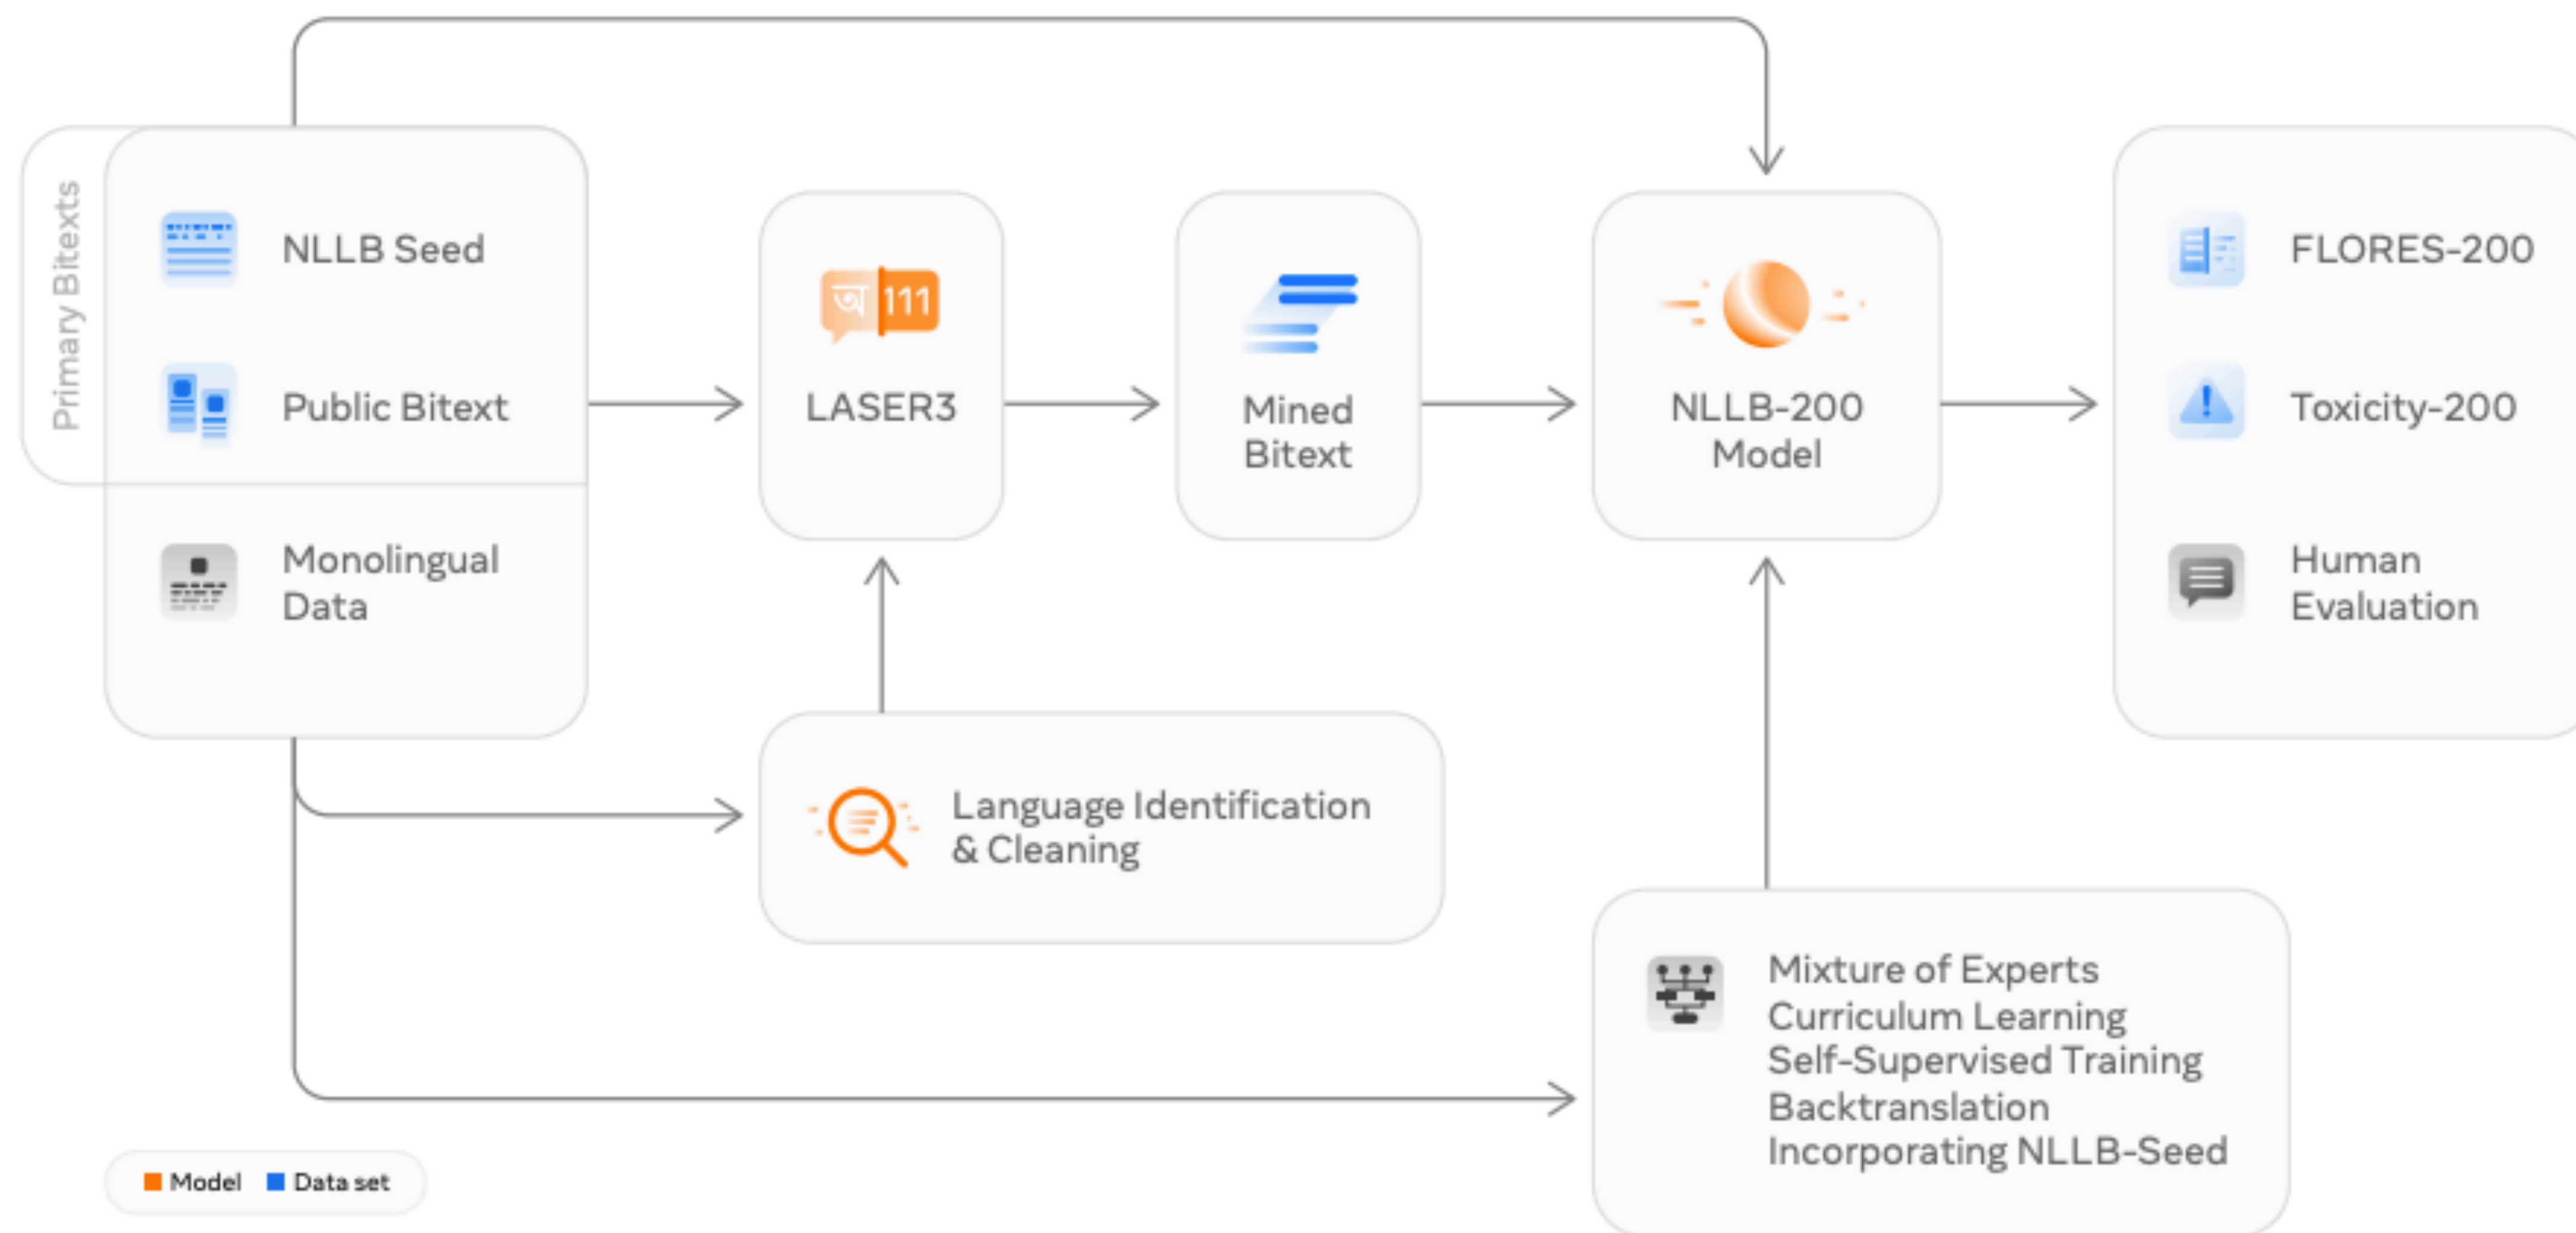 Primary Bitexts
NLLB Seed
Public Bitext
Monolingual
Data
অ 111
LASER3
Mined
Bitext
NLLB-200
Model
FLORES-200
Toxicity-200
Human
Evaluation
Language Identification
& Cleaning
Mixture of Experts
Curriculum Learning
Self-Supervised Training
Backtranslation
Incorporating NLLB-Seed
Model Data set